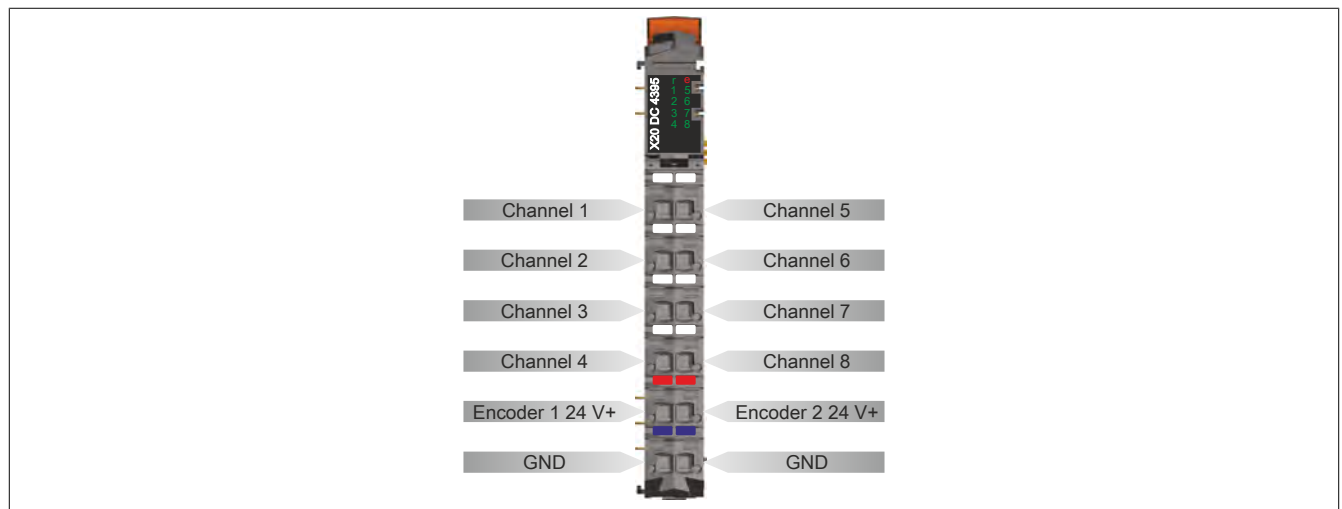 X20 DC 4395
r e
1 5
2 6
3 7
4 8
Channel 1 Channel 5
Channel 2 Channel 6
Channel 3 Channel 7
Channel 4 Channel 8
Encoder 1 24 V+ Encoder 2 24 V+
GND GND